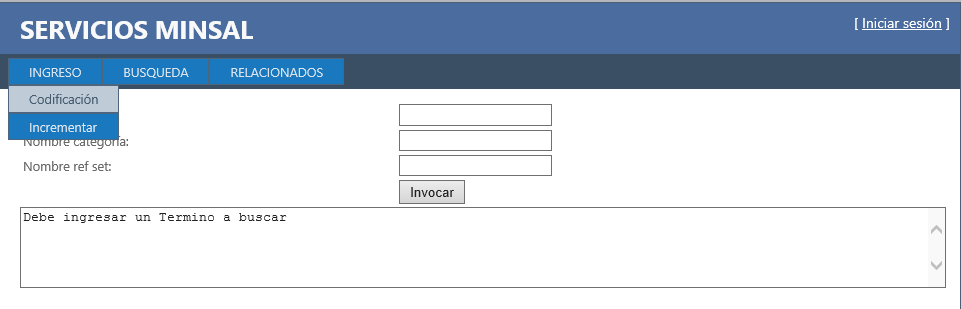 SERVICIOS MINSAL
[ Iniciar sesión ]
INGRESO BUSQUEDA RELACIONADOS
Codificación
Incrementar
Nombre categoría:
Nombre ref set:
Invocar
Debe ingresar un Termino a buscar